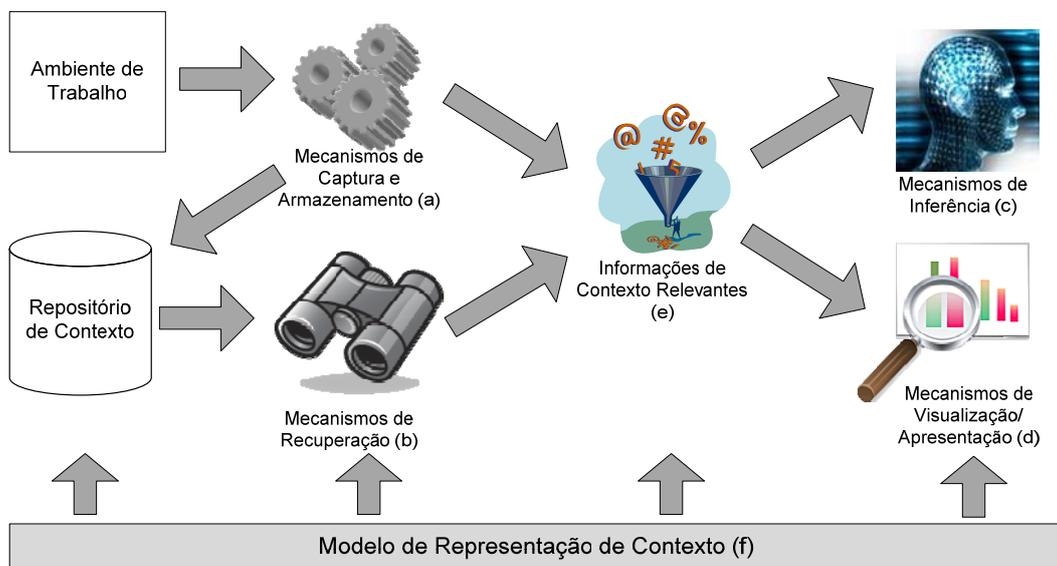 Ambiente de
Trabalho
Mecanismos de
Captura e
Armazenamento (a)
Repositório
de Contexto
Mecanismos de
Recuperação (b)
@
@
%
#
Informações de
Contexto Relevantes
(e)
Mecanismos de
Inferência (c)
Mecanismos de
Visualização/
Apresentação (d)
Modelo de Representação de Contexto (f)